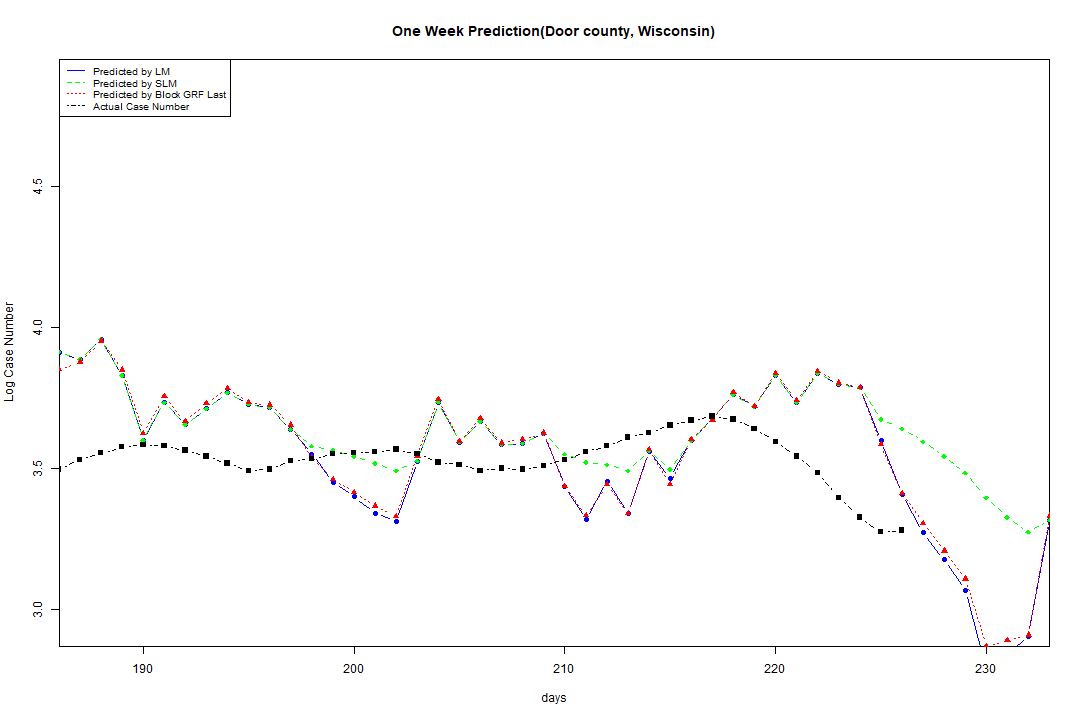 One Week Prediction(Door county, Wisconsin)
Predicted by LM
Predicted by SLM
Predicted by Block GRF Last
Actual Case Number
4.5
4.0
3.5
3.0
Log Case Number
190 200 210 220 230
days